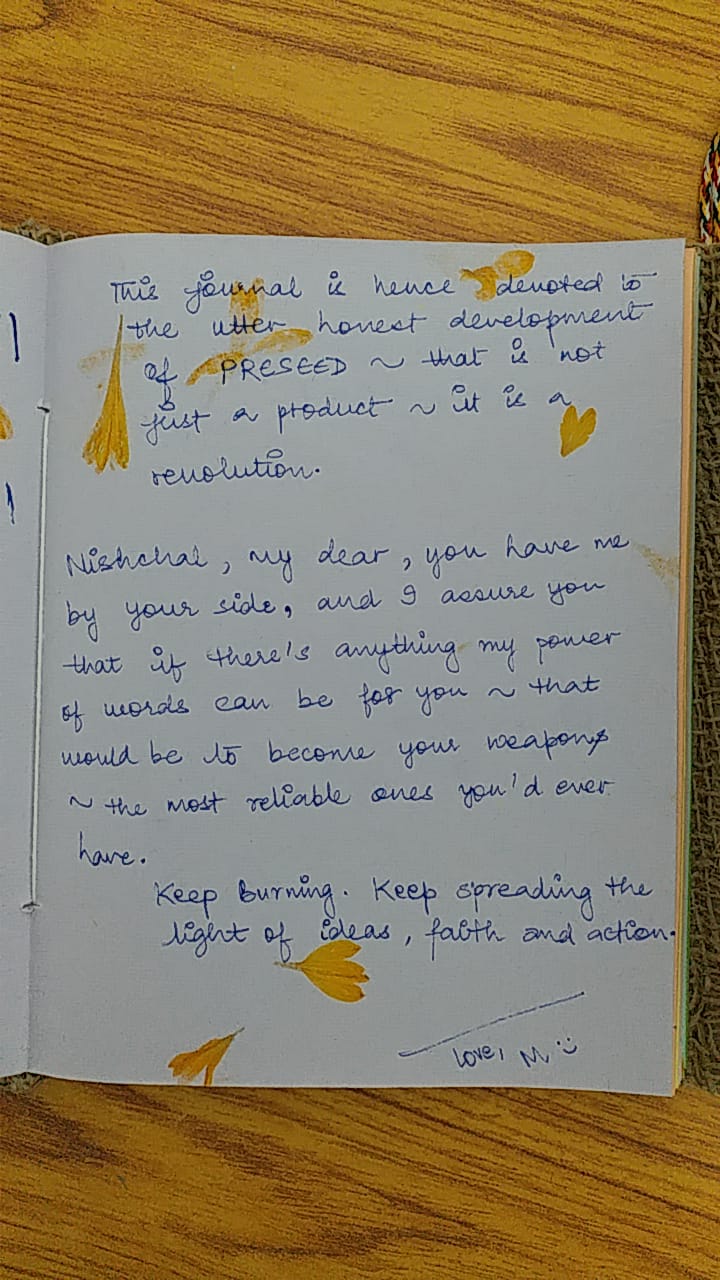 This journal is hence devoted to
the utter honest development
of PRESEED ~ that is not
just a product ~ it is a
revolution.
Nishchal, my dear, you have me
by your side, and I assure you
that if there's anything my power
of words can be for you ~ that
would be to become your weapons
~ the most reliable ones you'd ever
have.
Keep Burning. Keep spreading the
light of ideas, faith and action.
Love, M :)